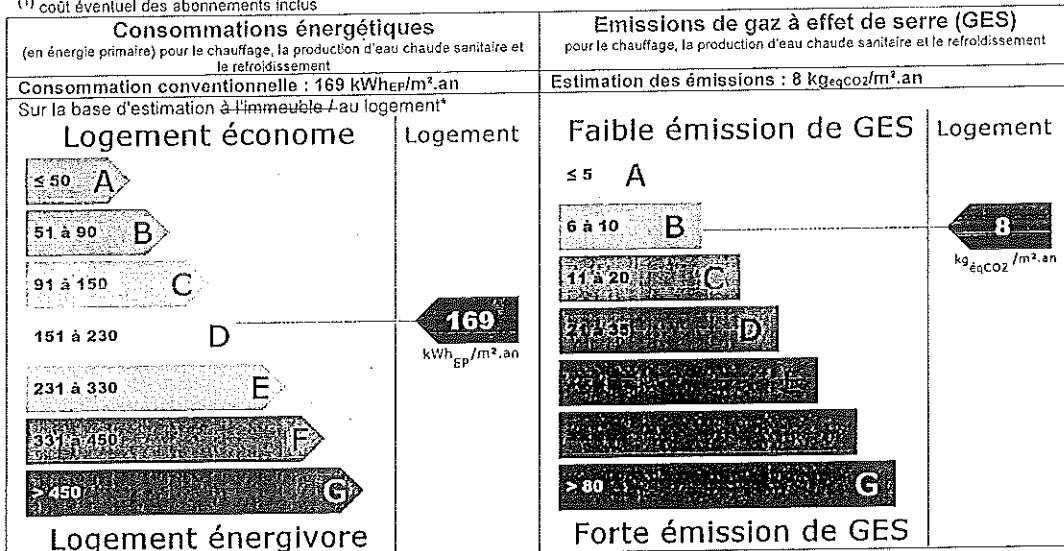 (1) coût éventuel des abonnements inclus
Consommations énergétiques
(en énergie primaire) pour le chauffage, la production d'eau chaude sanitaire et
le refroidissement
Consommation conventionnelle : 169 kWhEP/m².an
Sur la base d'estimation à l'immeuble / au logement*
Logement économe
Logement
≤ 50 A
51 à 90 B
91 à 150 C
151 à 230 D
169
kWhEP/m².an
231 à 330 E
331 à 450 F
> 450 G
Logement énergivore
Emissions de gaz à effet de serre (GES)
pour le chauffage, la production d'eau chaude sanitaire et le refroidissement
Estimation des émissions : 8 kgéqCO2/m².an
Faible émission de GES
Logement
≤ 5 A
6 à 10 B
8
kgéqCO2/m².an
11 à 20 C
21 à 35 D
E
> 80 G
Forte émission de GES